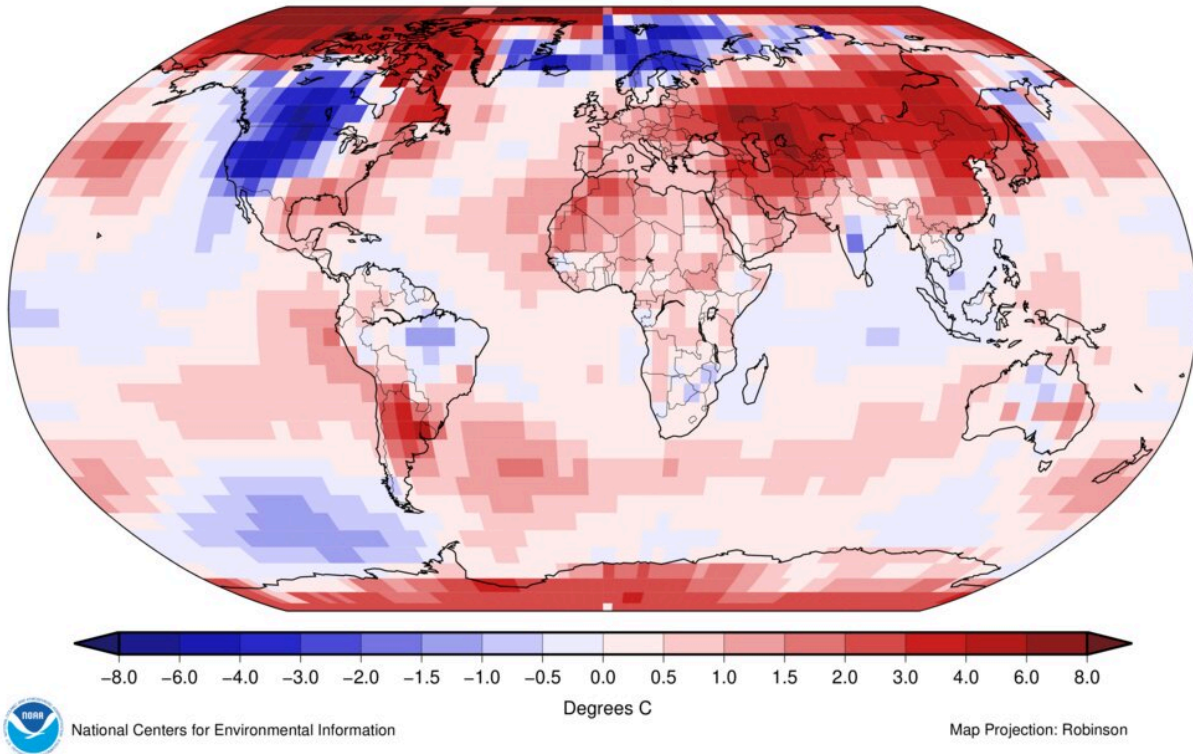 −8.0 −6.0 −4.0 −3.0 −2.0 −1.5 −1.0 −0.5 0.0 0.5 1.0 1.5 2.0 3.0 4.0 6.0 8.0
Degrees C
NOAA
National Centers for Environmental Information
Map Projection: Robinson